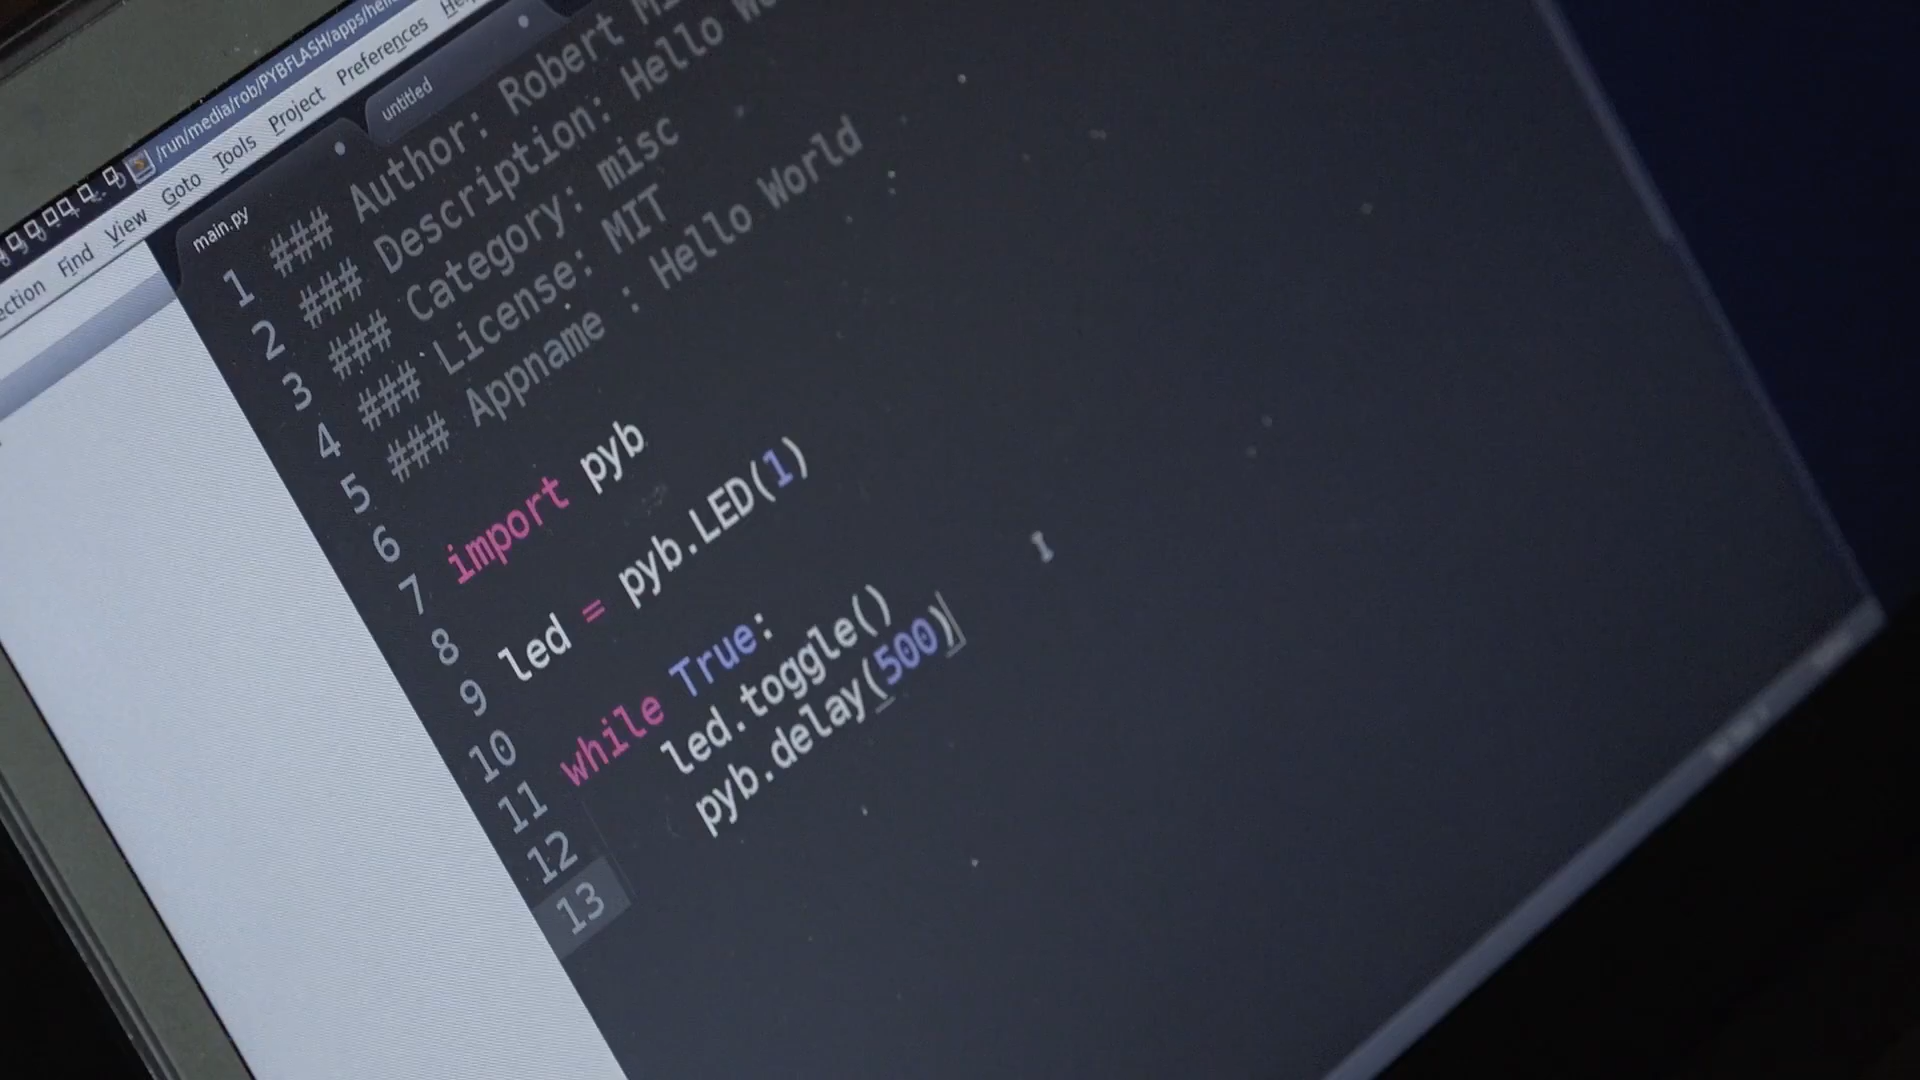 /run/media/rob/PYBFLASH/apps/hello
Find View Goto Tools Project Preferences
main.py untitled
1 ### Author: Robert
2 ### Description: Hello
3 ### Category: misc
4 ### License: MIT
5 ### Appname : Hello World
6
7 import pyb
8
9 led = pyb.LED(1)
10
11 while True:
12 led.toggle()
13 pyb.delay(500)